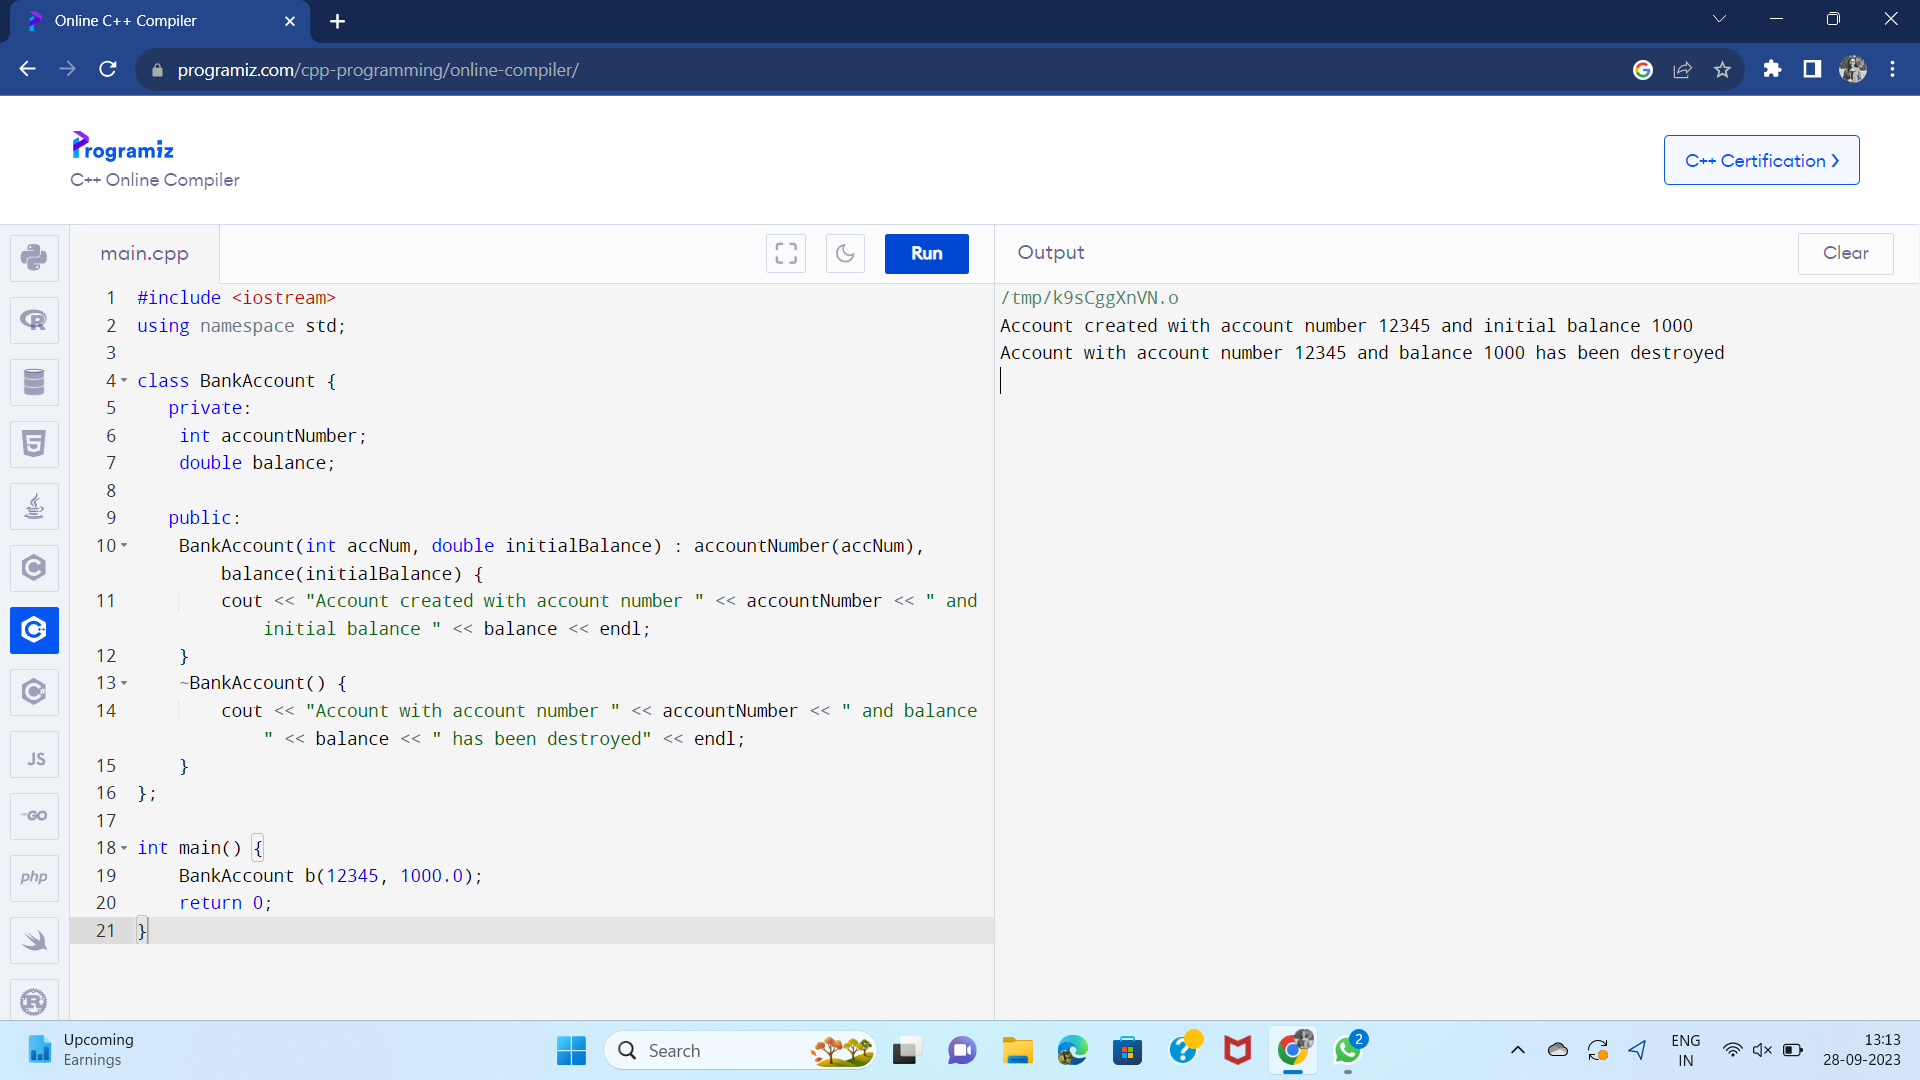 Online C++ Compiler
programiz.com/cpp-programming/online-compiler/
Programiz
C++ Online Compiler
C++ Certification
main.cpp
Run
Output
Clear
1 #include <iostream>
2 using namespace std;
3
4 class BankAccount {
5 private:
6 int accountNumber;
7 double balance;
8
9 public:
10 BankAccount(int accNum, double initialBalance) : accountNumber(accNum),
balance(initialBalance) {
11 cout << "Account created with account number " << accountNumber << " and
initial balance " << balance << endl;
12 }
13 ~BankAccount() {
14 cout << "Account with account number " << accountNumber << " and balance
" << balance << " has been destroyed" << endl;
15 }
16 };
17
18 int main() {
19 BankAccount b(12345, 1000.0);
20 return 0;
21 }
/tmp/k9sCggXnVN.o
Account created with account number 12345 and initial balance 1000
Account with account number 12345 and balance 1000 has been destroyed
R
5
C
C+
C#
JS
GO
php
R
Upcoming
Earnings
Search
2
ENG
IN
13:13
28-09-2023